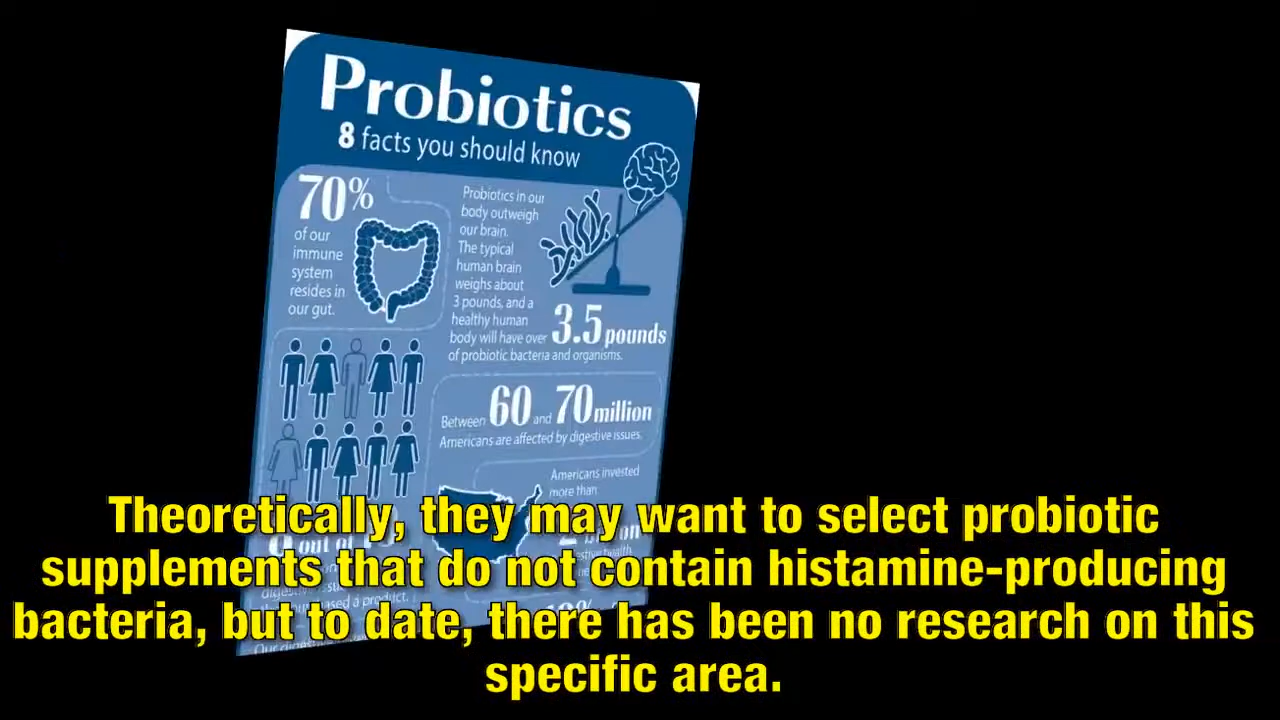 Probiotics
8 facts you should know
70%
of our
immune
system
resides in
our gut.
Probiotics in our
body outweigh
our brain.
The typical
human brain
weighs about
3 pounds, and a
healthy human
body will have over 3.5 pounds
of probiotic bacteria and organisms.
Between 60 and 70 million
Americans are affected by digestive issues.
Americans invested
more than
Theoretically, they may want to select probiotic
supplements that do not contain histamine-producing
bacteria, but to date, there has been no research on this
specific area.